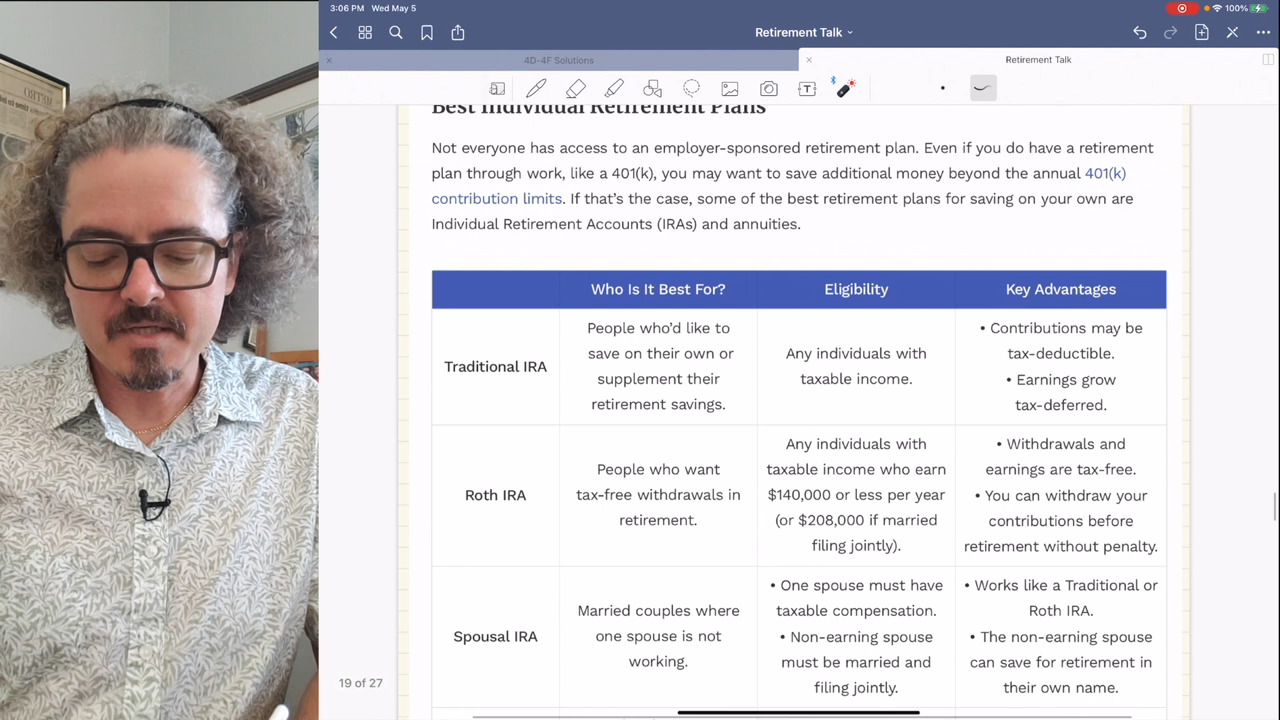 3:06 PM Wed May 5
100%
Retirement Talk
4D-4F Solutions
Retirement Talk
T
Best Individual Retirement Plans
Not everyone has access to an employer-sponsored retirement plan. Even if you do have a retirement
plan through work, like a 401(k), you may want to save additional money beyond the annual 401(k)
contribution limits. If that's the case, some of the best retirement plans for saving on your own are
Individual Retirement Accounts (IRAs) and annuities.
Who Is It Best For?
Eligibility
Key Advantages
Traditional IRA
People who'd like to
save on their own or
supplement their
retirement savings.
Any individuals with
taxable income.
• Contributions may be
tax-deductible.
• Earnings grow
tax-deferred.
Roth IRA
People who want
tax-free withdrawals in
retirement.
Any individuals with
taxable income who earn
$140,000 or less per year
(or $208,000 if married
filing jointly).
• Withdrawals and
earnings are tax-free.
• You can withdraw your
contributions before
retirement without penalty.
Spousal IRA
Married couples where
one spouse is not
working.
• One spouse must have
taxable compensation.
• Non-earning spouse
must be married and
filing jointly.
• Works like a Traditional or
Roth IRA.
• The non-earning spouse
can save for retirement in
their own name.
19 of 27